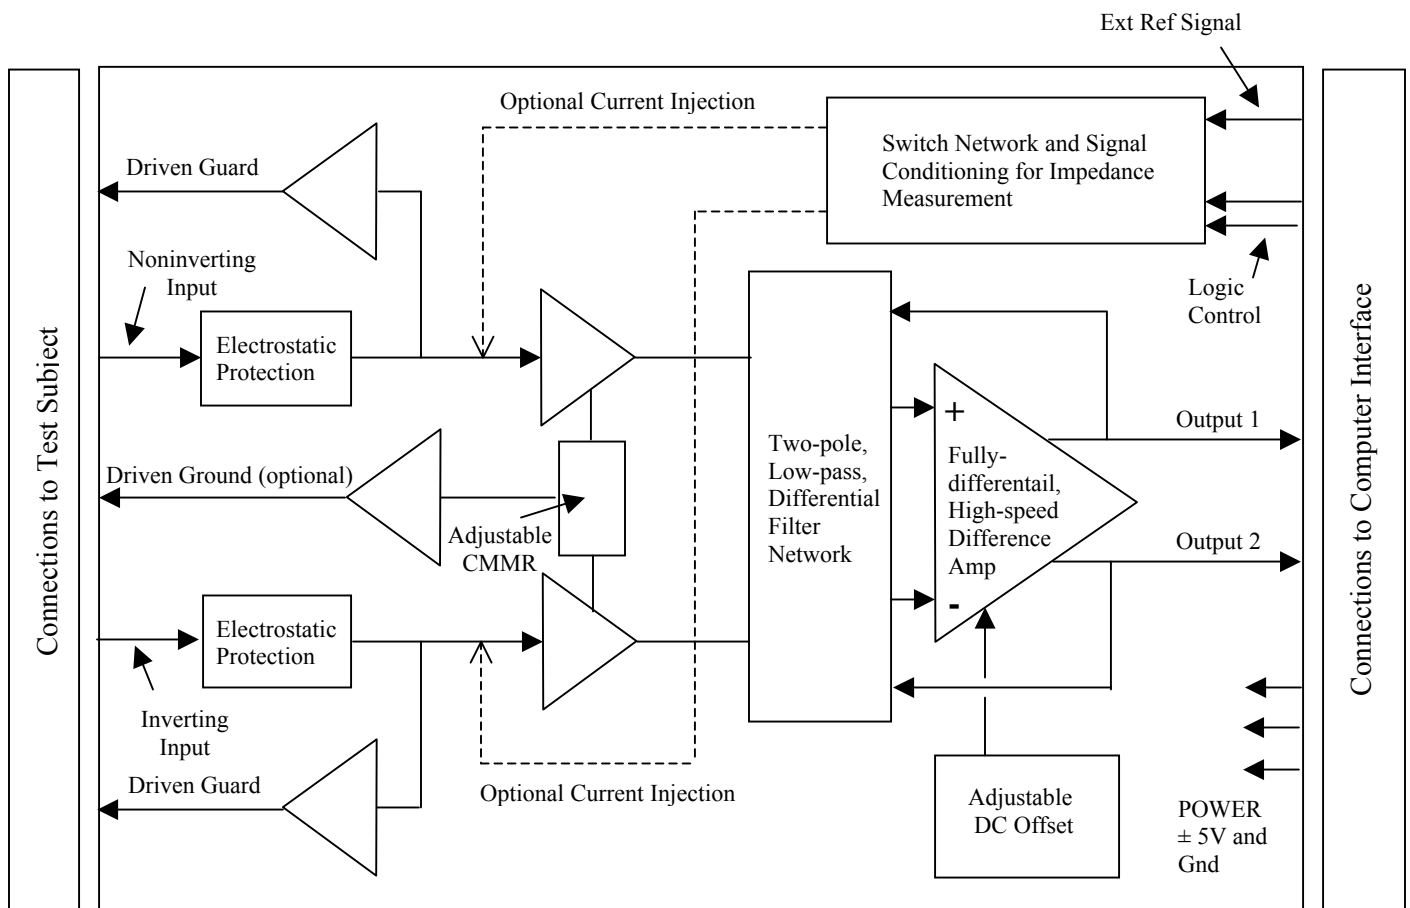 Ext Ref Signal
Optional Current Injection
Switch Network and Signal
Conditioning for Impedance
Measurement
Driven Guard
Noninverting
Input
Logic
Control
Electrostatic
Protection
Connections to Test Subject
Connections to Computer Interface
+
Output 1
Two-pole,
Low-pass,
Differential
Filter
Network
Fully-
differentail,
High-speed
Difference
Amp
Driven Ground (optional)
Adjustable
CMMR
Output 2
-
Electrostatic
Protection
Inverting
Input
Driven Guard
Optional Current Injection
Adjustable
DC Offset
POWER
± 5V and
Gnd